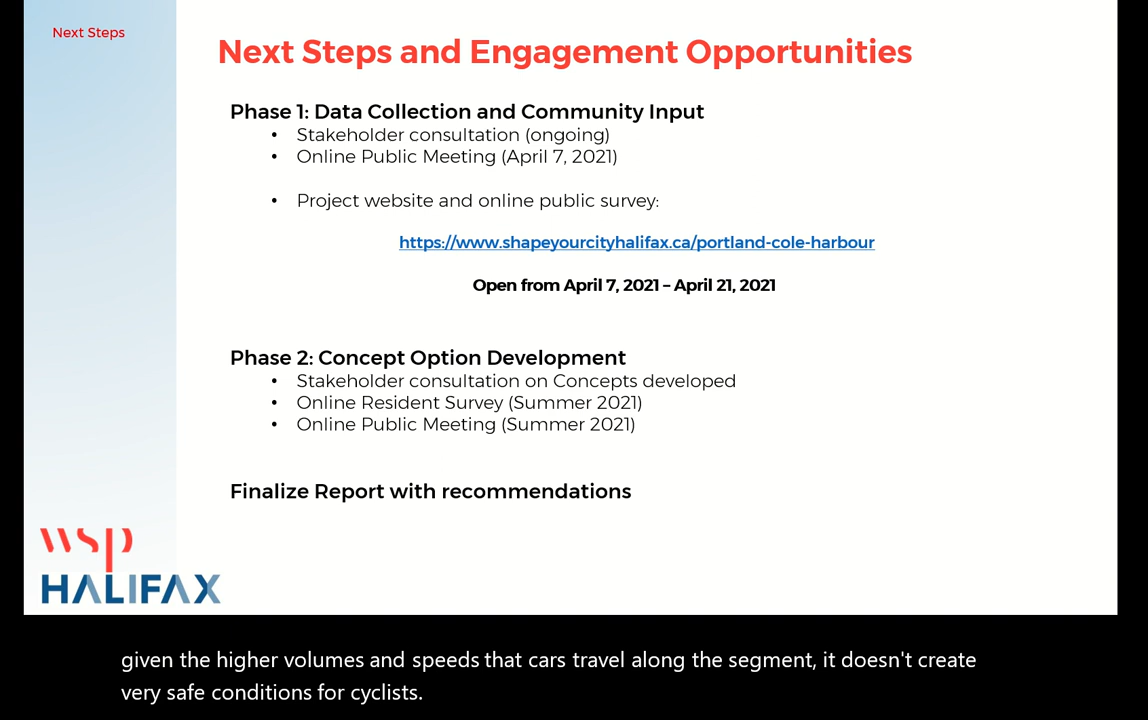 Next Steps
Next Steps and Engagement Opportunities
Phase 1: Data Collection and Community Input
• Stakeholder consultation (ongoing)
• Online Public Meeting (April 7, 2021)
• Project website and online public survey:
https://www.shapeyourcityhalifax.ca/portland-cole-harbour
Open from April 7, 2021 – April 21, 2021
Phase 2: Concept Option Development
• Stakeholder consultation on Concepts developed
• Online Resident Survey (Summer 2021)
• Online Public Meeting (Summer 2021)
Finalize Report with recommendations
wsp
HALIFAX
given the higher volumes and speeds that cars travel along the segment, it doesn't create
very safe conditions for cyclists.